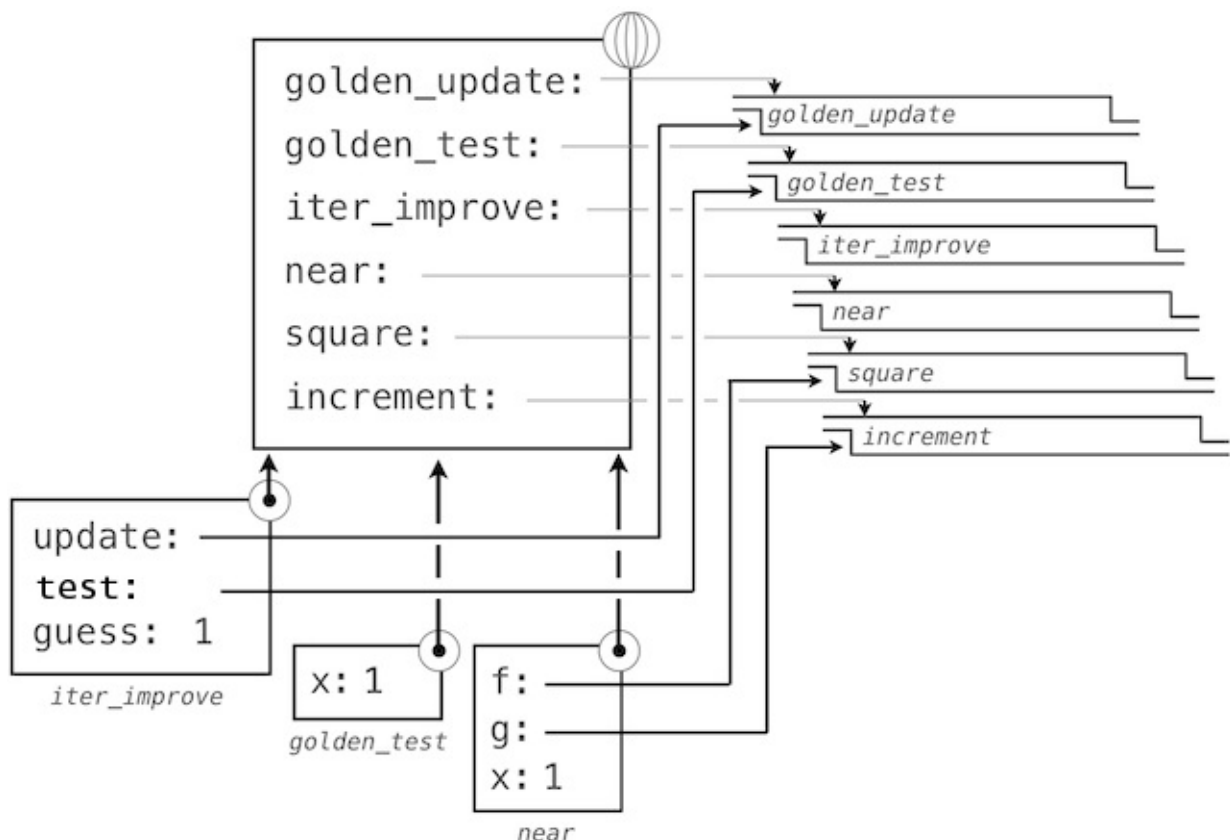 golden_update:
golden_test:
iter_improve:
near:
square:
increment:
golden_update
golden_test
iter_improve
near
square
increment
update:
test:
guess: 1
iter_improve
x: 1
golden_test
f:
g:
x: 1
near